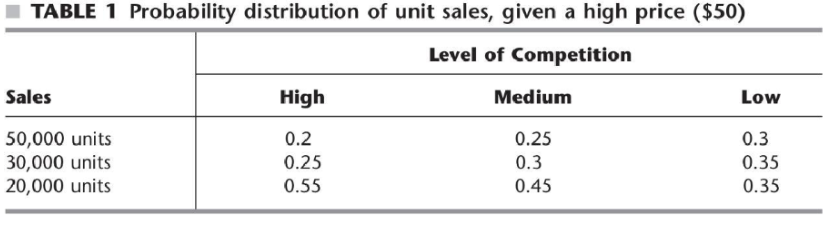 TABLE 1 Probability distribution of unit sales, given a high price ($50)
Level of Competition
Sales High Medium Low
50,000 units 0.2 0.25 0.3
30,000 units 0.25 0.3 0.35
20,000 units 0.55 0.45 0.35